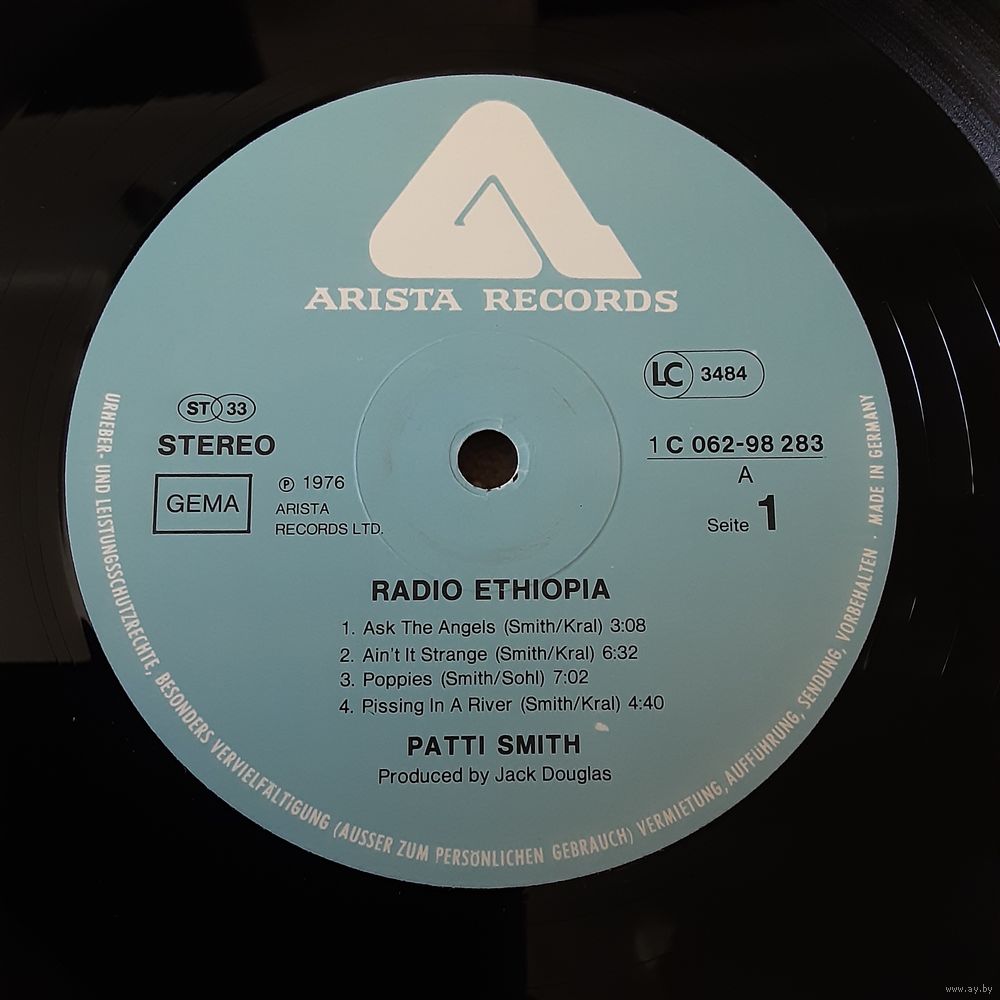 ARISTA RECORDS
LC 3484
ST 33
STEREO
GEMA
Ⓟ 1976
ARISTA
RECORDS LTD.
1 C 062-98 283
A
Seite 1
RADIO ETHIOPIA
1. Ask The Angels (Smith/Kral) 3:08
2. Ain't It Strange (Smith/Kral) 6:32
3. Poppies (Smith/Sohl) 7:02
4. Pissing In A River (Smith/Kral) 4:40
PATTI SMITH
Produced by Jack Douglas
URHEBER- UND LEISTUNGSSCHUTZRECHTE, BESONDERS VERVIELFÄLTIGUNG (AUSSER ZUM PERSÖNLICHEN GEBRAUCH) VERMIETUNG, AUFFÜHRUNG, SENDUNG, VORBEHALTEN · MADE IN GERMANY
www.ay.by